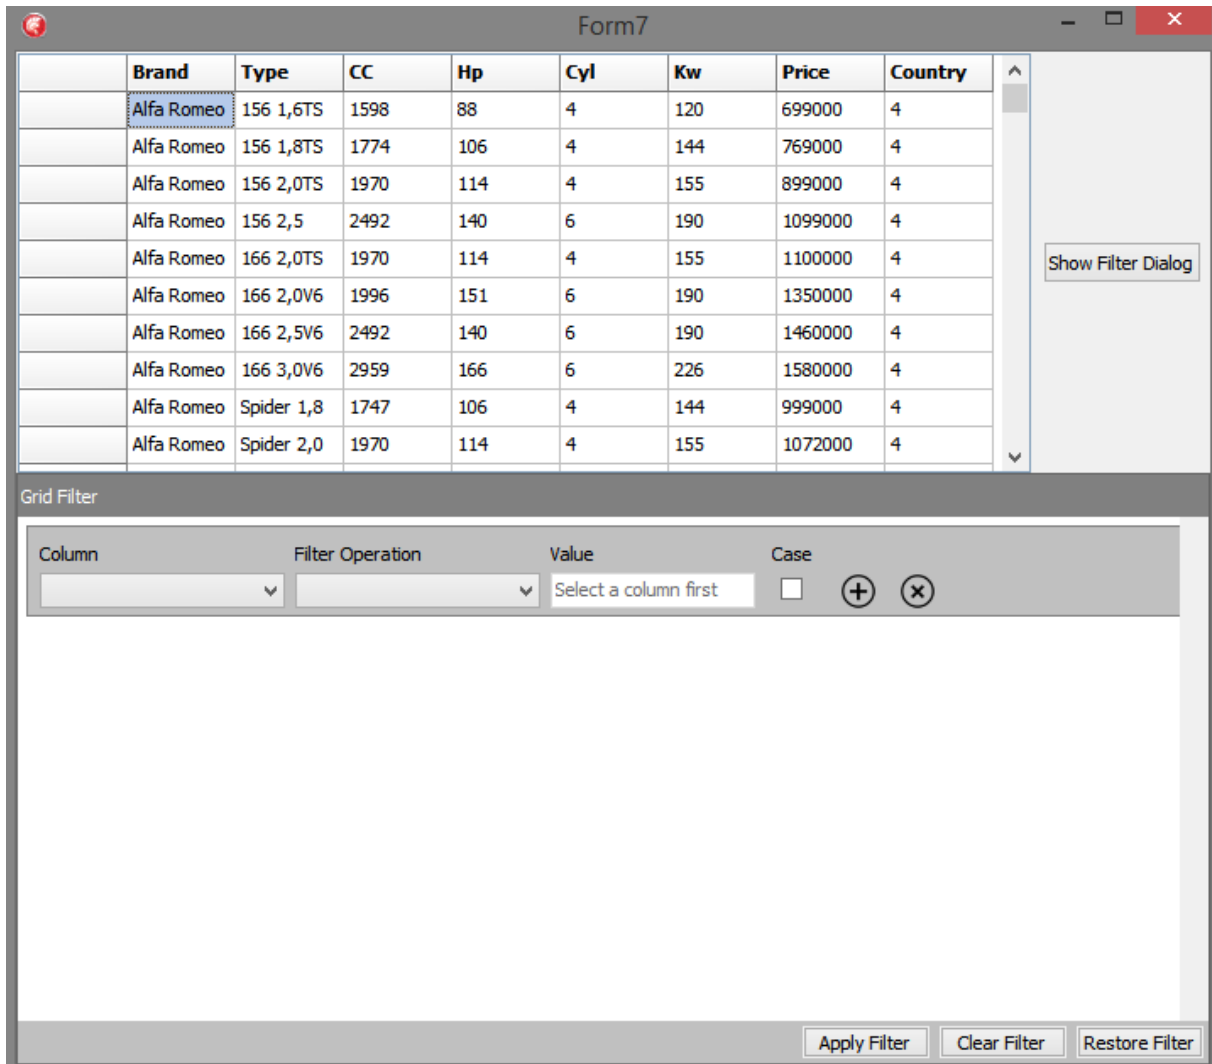 Form7
Brand Type CC Hp Cyl Kw Price Country
Alfa Romeo 156 1,6TS 1598 88 4 120 699000 4
Alfa Romeo 156 1,8TS 1774 106 4 144 769000 4
Alfa Romeo 156 2,0TS 1970 114 4 155 899000 4
Alfa Romeo 156 2,5 2492 140 6 190 1099000 4
Alfa Romeo 166 2,0TS 1970 114 4 155 1100000 4
Show Filter Dialog
Alfa Romeo 166 2,0V6 1996 151 6 190 1350000 4
Alfa Romeo 166 2,5V6 2492 140 6 190 1460000 4
Alfa Romeo 166 3,0V6 2959 166 6 226 1580000 4
Alfa Romeo Spider 1,8 1747 106 4 144 999000 4
Alfa Romeo Spider 2,0 1970 114 4 155 1072000 4
Grid Filter
Column Filter Operation Value Case
Select a column first
Apply Filter Clear Filter Restore Filter